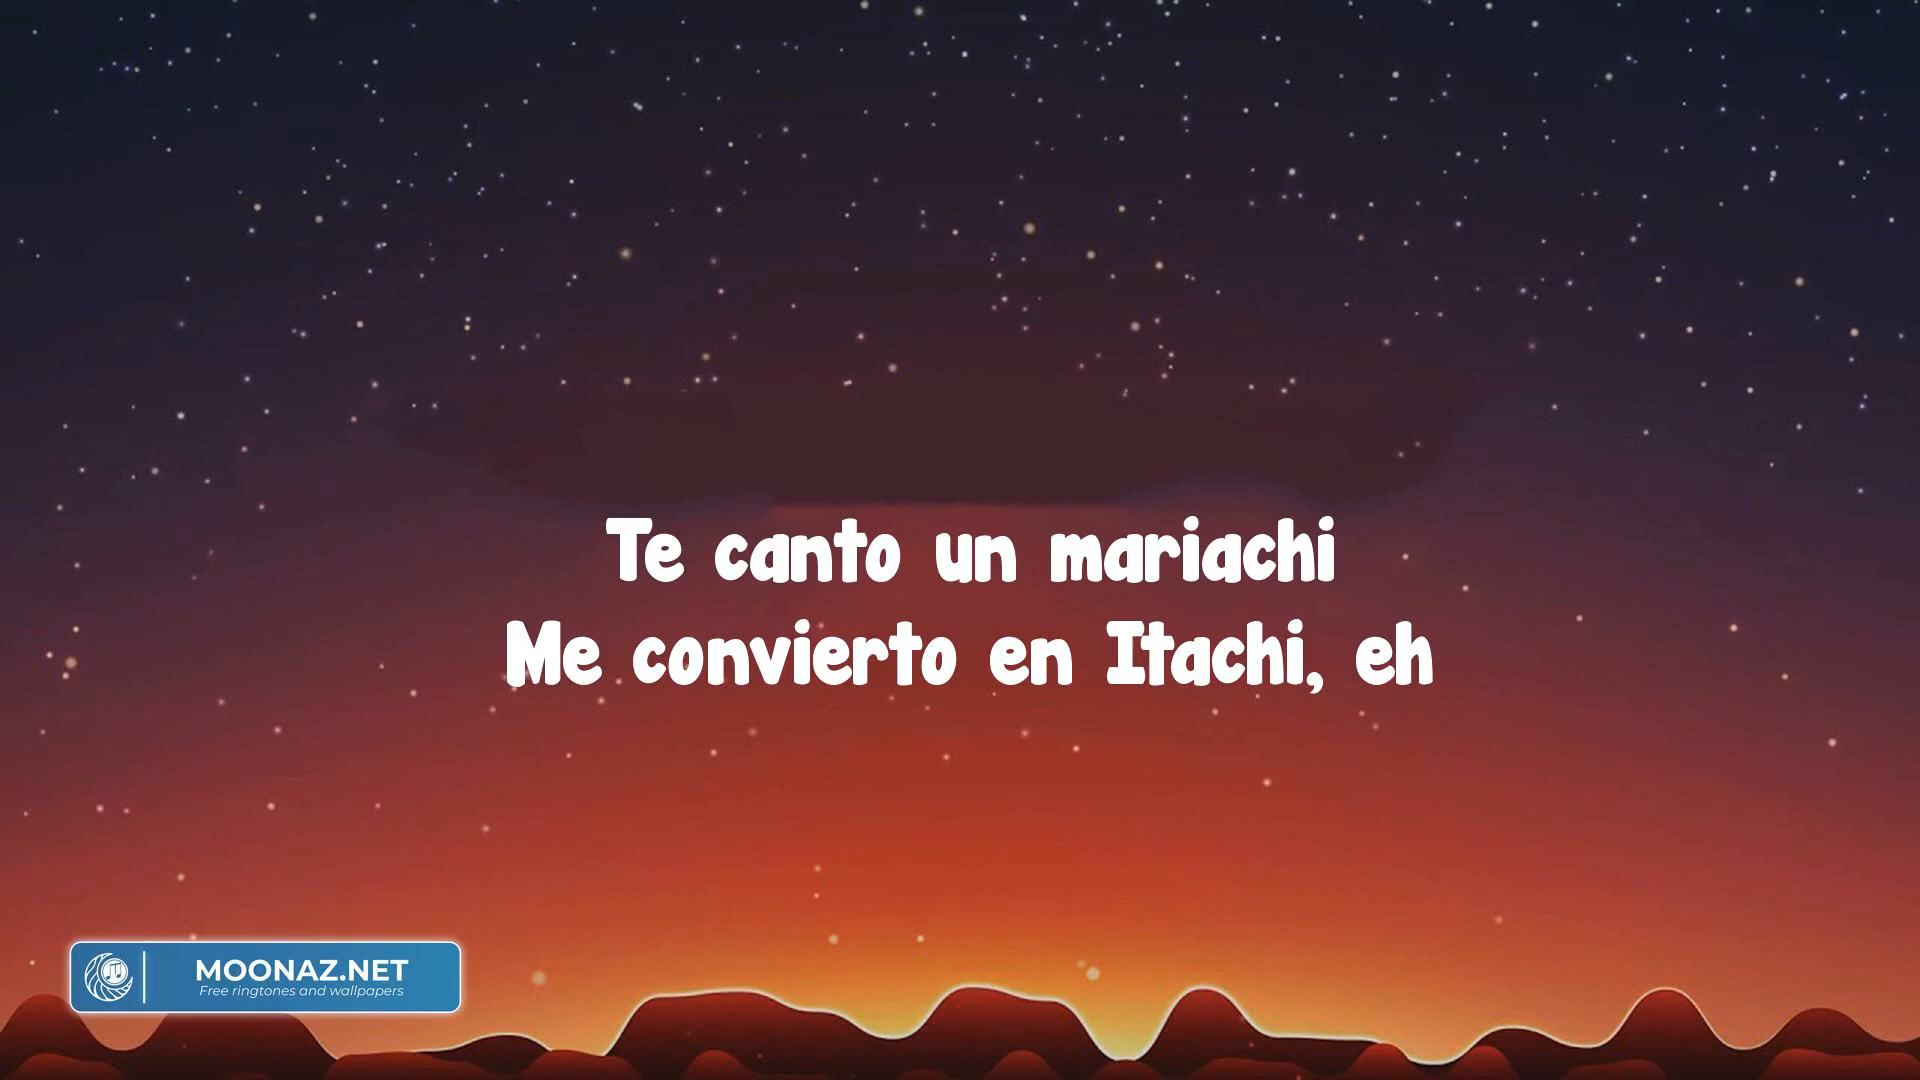 Te canto un mariachi
Me convierto en Itachi, eh
MOONAZ.NET
Free ringtones and wallpapers